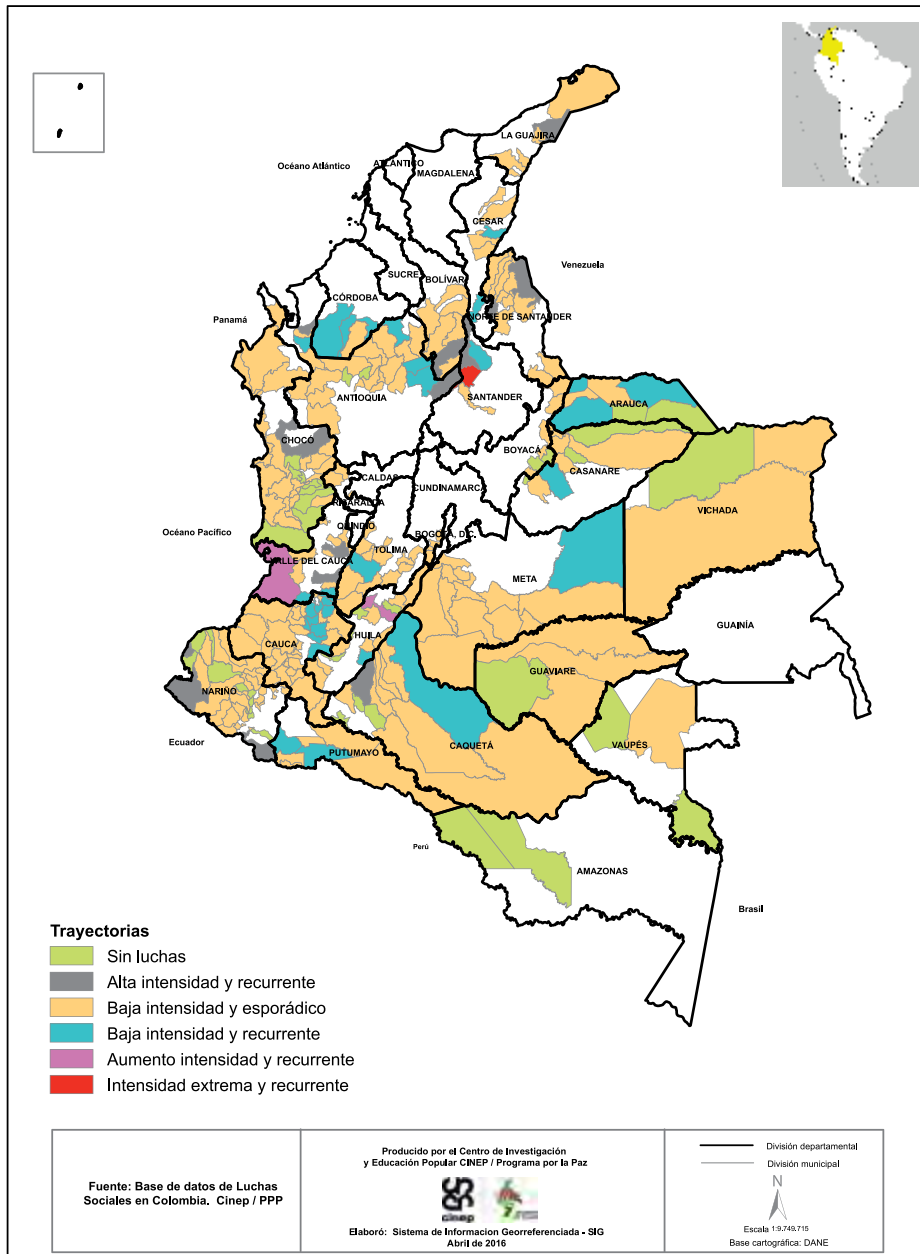 Océano Atlántico
LA GUAJIRA
ATLÁNTICO
MAGDALENA
CESAR
Venezuela
SUCRE
BOLÍVAR
CÓRDOBA
NORTE DE SANTANDER
Panamá
ANTIOQUIA
SANTANDER
ARAUCA
CHOCÓ
BOYACÁ
CASANARE
CALDAS
CUNDINAMARCA
RISARALDA
VICHADA
Océano Pacífico
QUINDIO
BOGOTÁ, D.C.
TOLIMA
VALLE DEL CAUCA
META
GUAINÍA
HUILA
CAUCA
GUAVIARE
NARIÑO
Ecuador
PUTUMAYO
CAQUETÁ
VAUPÉS
Perú
AMAZONAS
Brasil
Trayectorias
Sin luchas
Alta intensidad y recurrente
Baja intensidad y esporádico
Baja intensidad y recurrente
Aumento intensidad y recurrente
Intensidad extrema y recurrente
Fuente: Base de datos de Luchas
Sociales en Colombia. Cinep / PPP
Producido por el Centro de Investigación
y Educación Popular CINEP / Programa por la Paz
cinep
Elaboró: Sistema de Informacion Georreferenciada - SIG
Abril de 2016
División departamental
División municipal
N
Escala 1:9.749.715
Base cartográfica: DANE